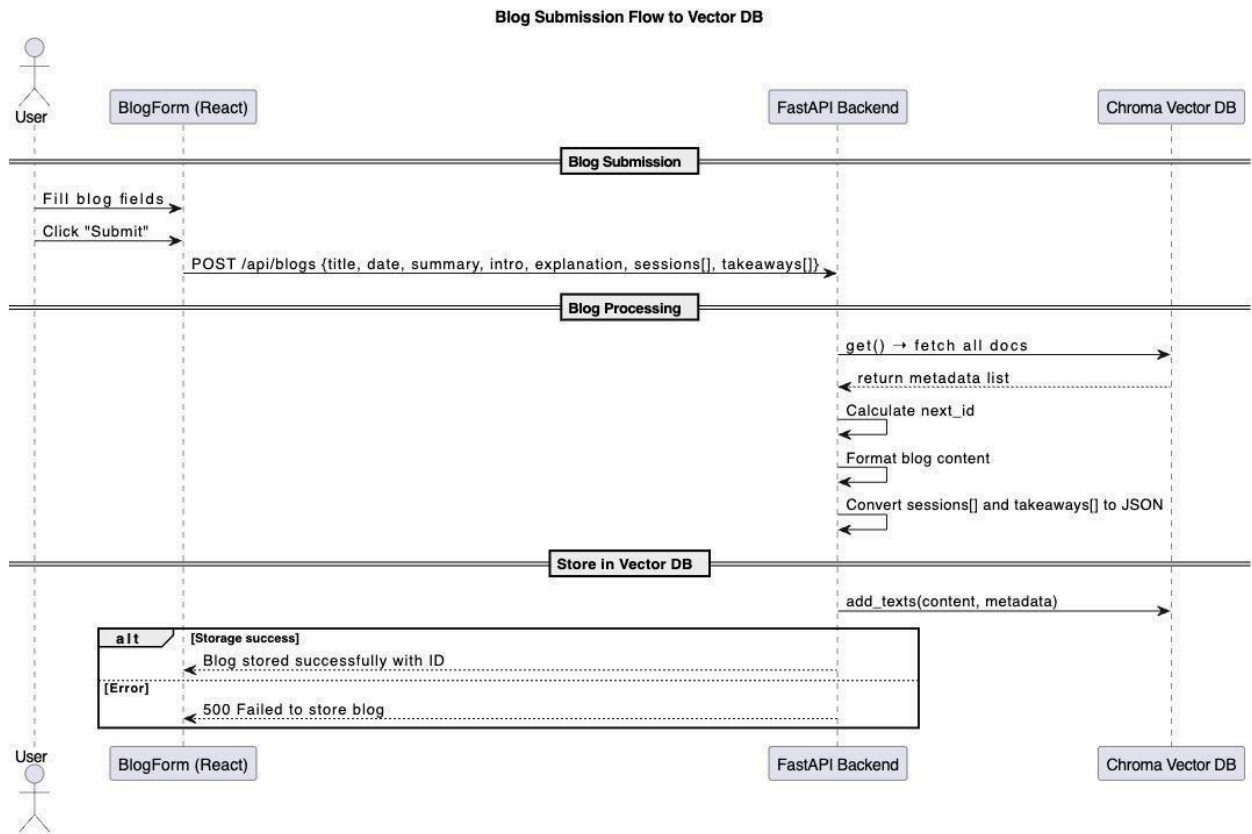 Blog Submission Flow to Vector DB
User
BlogForm (React)
FastAPI Backend
Chroma Vector DB
Blog Submission
Fill blog fields
Click "Submit"
POST /api/blogs {title, date, summary, intro, explanation, sessions[], takeaways[]}
Blog Processing
get() → fetch all docs
return metadata list
Calculate next_id
Format blog content
Convert sessions[] and takeaways[] to JSON
Store in Vector DB
add_texts(content, metadata)
alt [Storage success]
Blog stored successfully with ID
[Error]
500 Failed to store blog
User
BlogForm (React)
FastAPI Backend
Chroma Vector DB